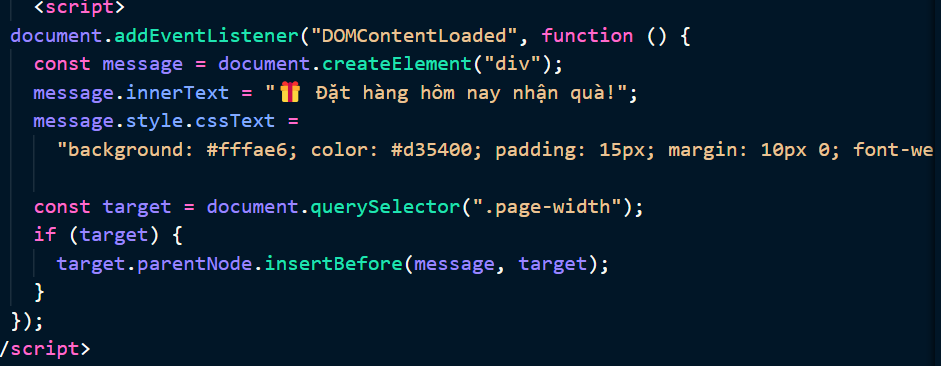 <script>
document.addEventListener("DOMContentLoaded", function () {
const message = document.createElement("div");
message.innerText = "🎁 Đặt hàng hôm nay nhận quà!";
message.style.cssText =
"background: #fffae6; color: #d35400; padding: 15px; margin: 10px 0; font-we
const target = document.querySelector(".page-width");
if (target) {
target.parentNode.insertBefore(message, target);
}
});
/script>